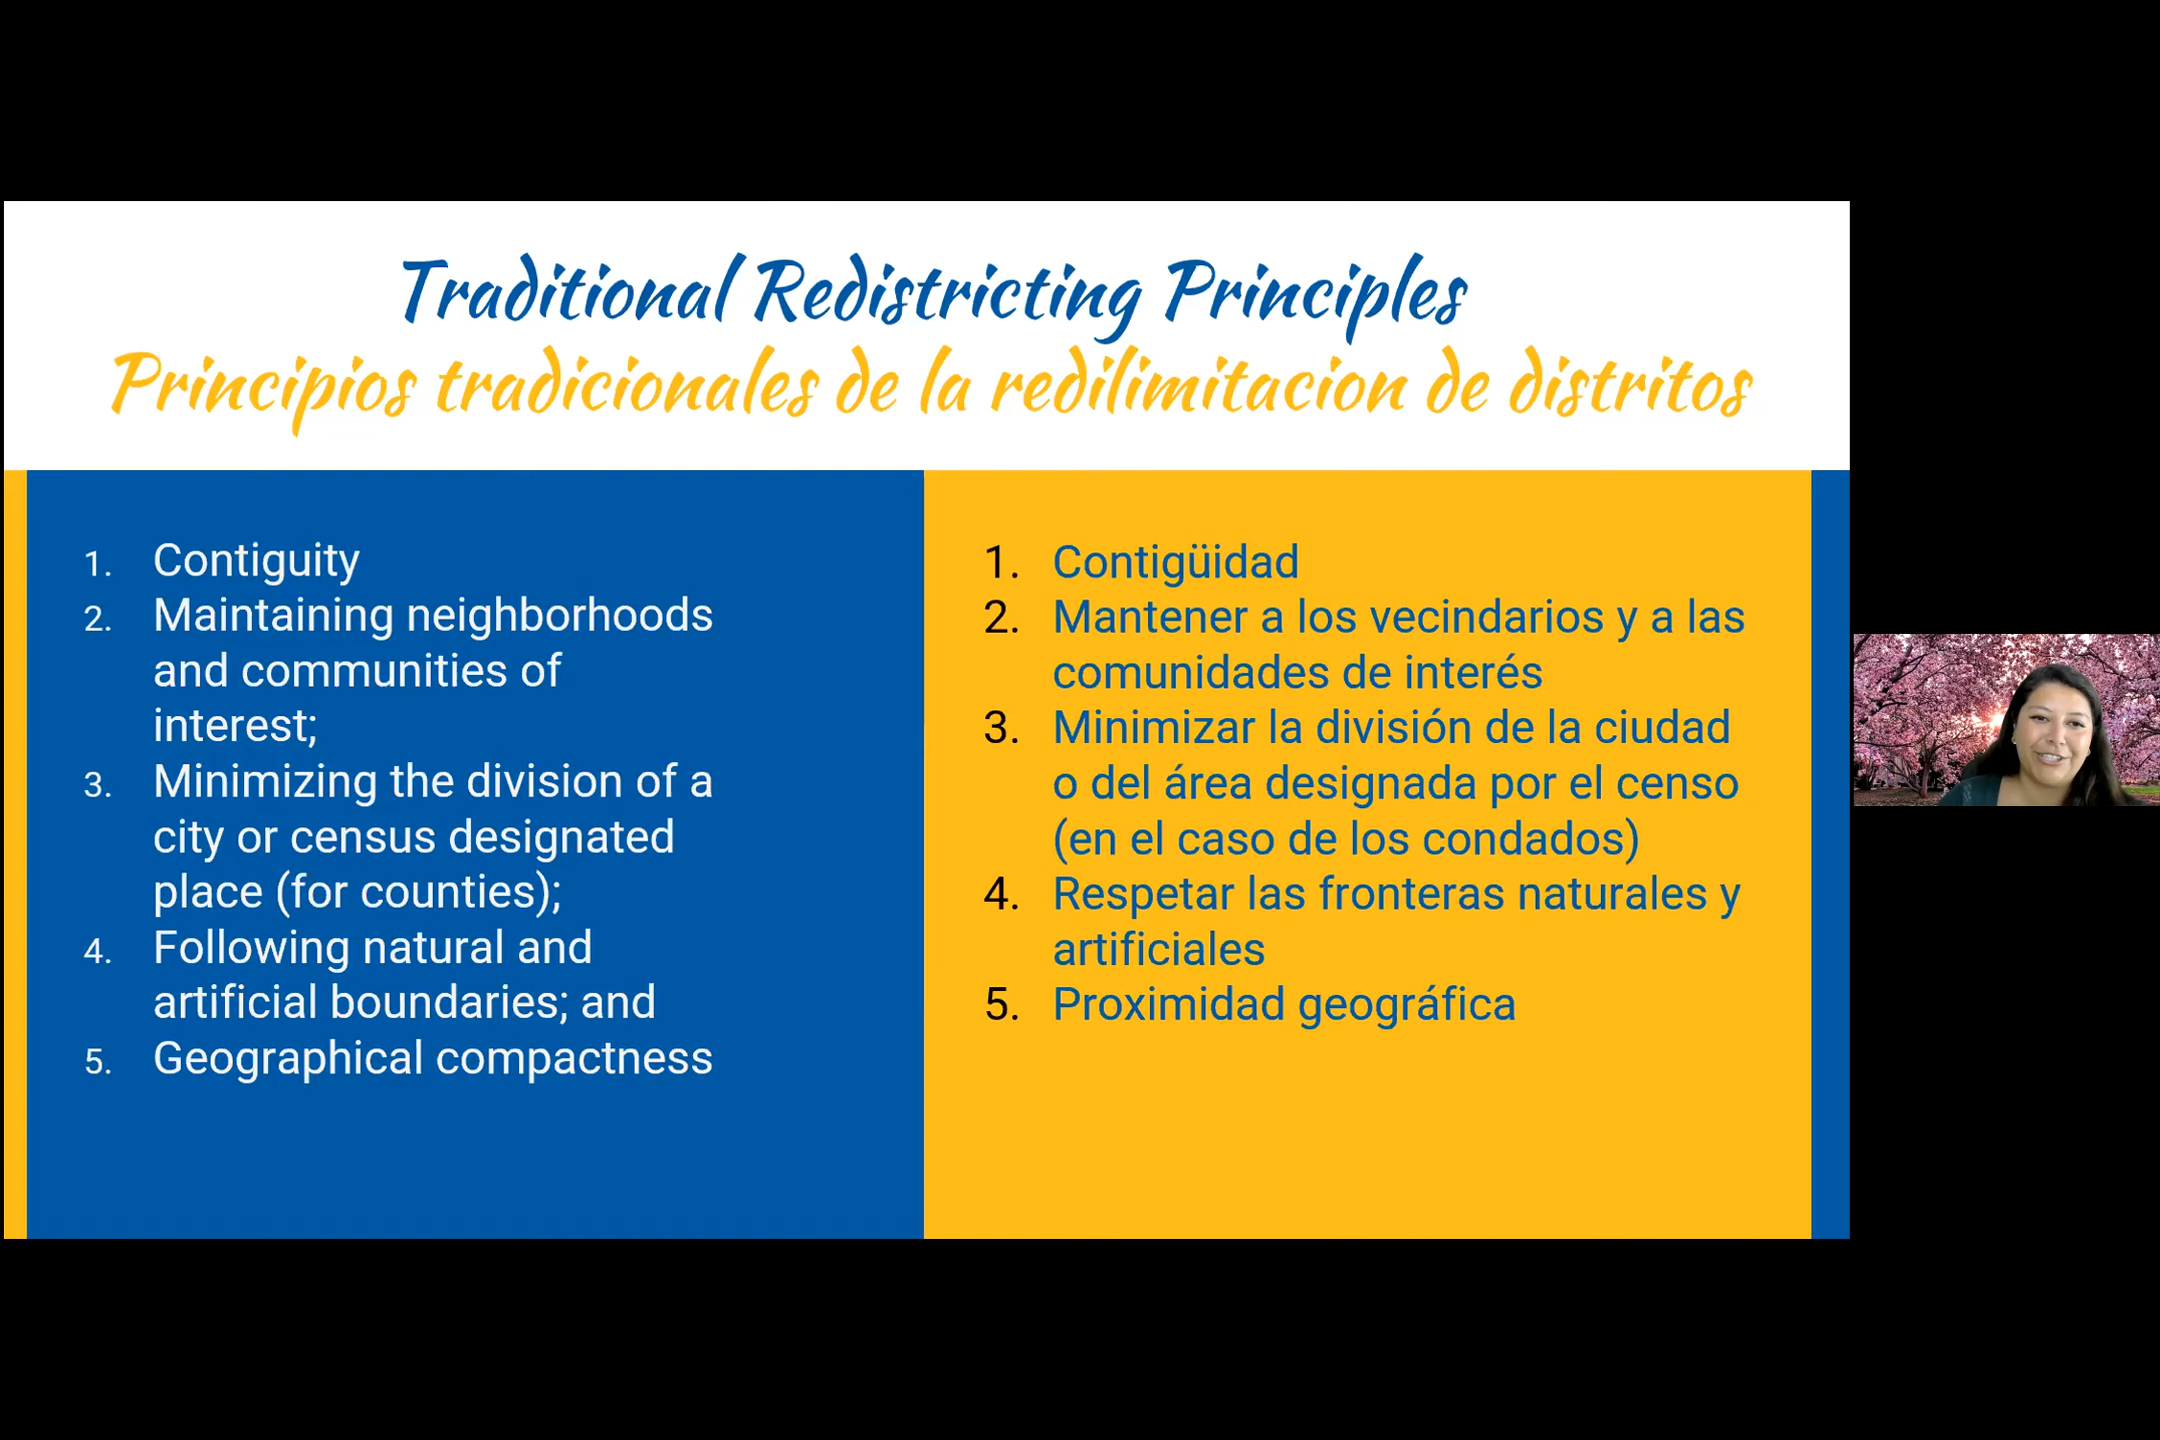 Traditional Redistricting Principles
Principios tradicionales de la redilimitacion de distritos
1. Contiguity
2. Maintaining neighborhoods
and communities of
interest;
3. Minimizing the division of a
city or census designated
place (for counties);
4. Following natural and
artificial boundaries; and
5. Geographical compactness
1. Contigüidad
2. Mantener a los vecindarios y a las
comunidades de interés
3. Minimizar la división de la ciudad
o del área designada por el censo
(en el caso de los condados)
4. Respetar las fronteras naturales y
artificiales
5. Proximidad geográfica